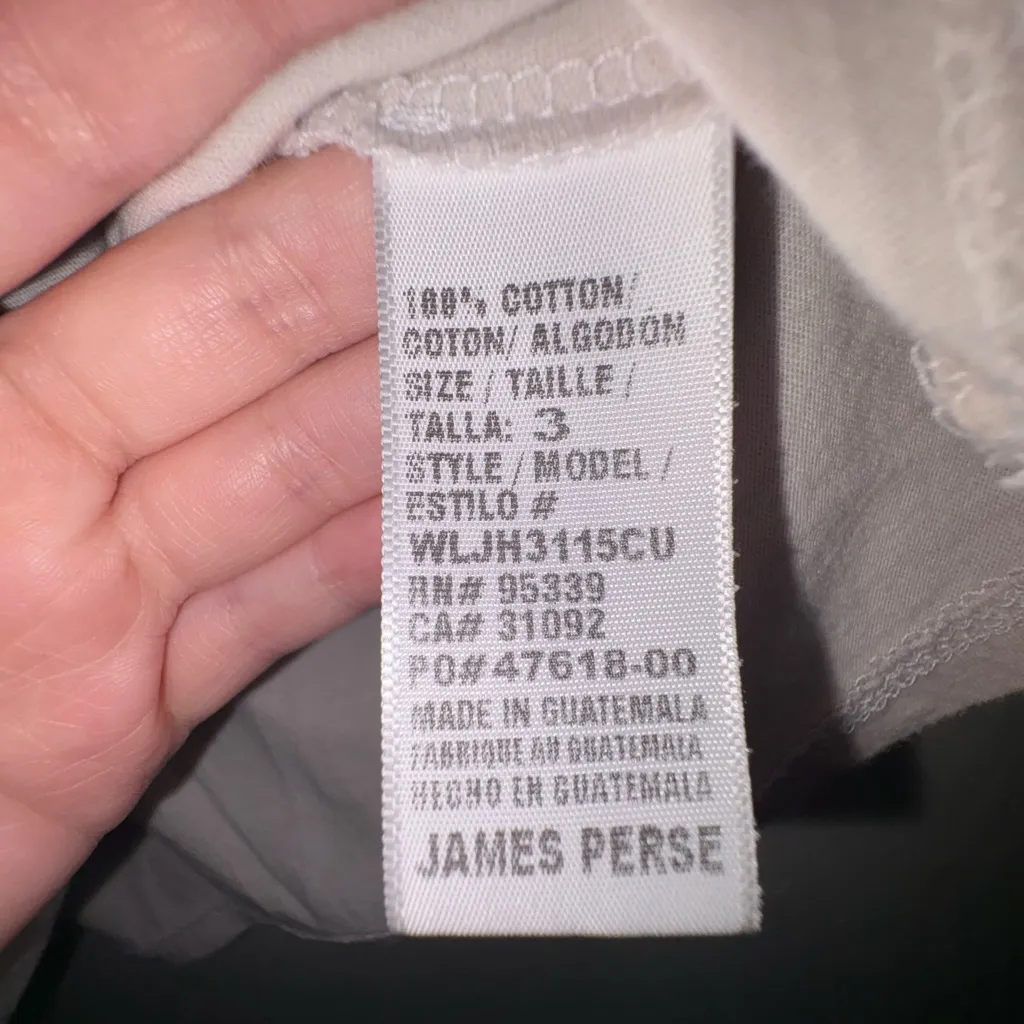 100% COTTON/
COTON/ ALGODON
SIZE / TAILLE /
TALLA: 3
STYLE / MODEL /
ESTILO #
WLJH3115CU
RN# 95339
CA# 31092
PO# 47618-00
MADE IN GUATEMALA
FABRIQUE AU GUATEMALA
HECHO EN GUATEMALA
JAMES PERSE